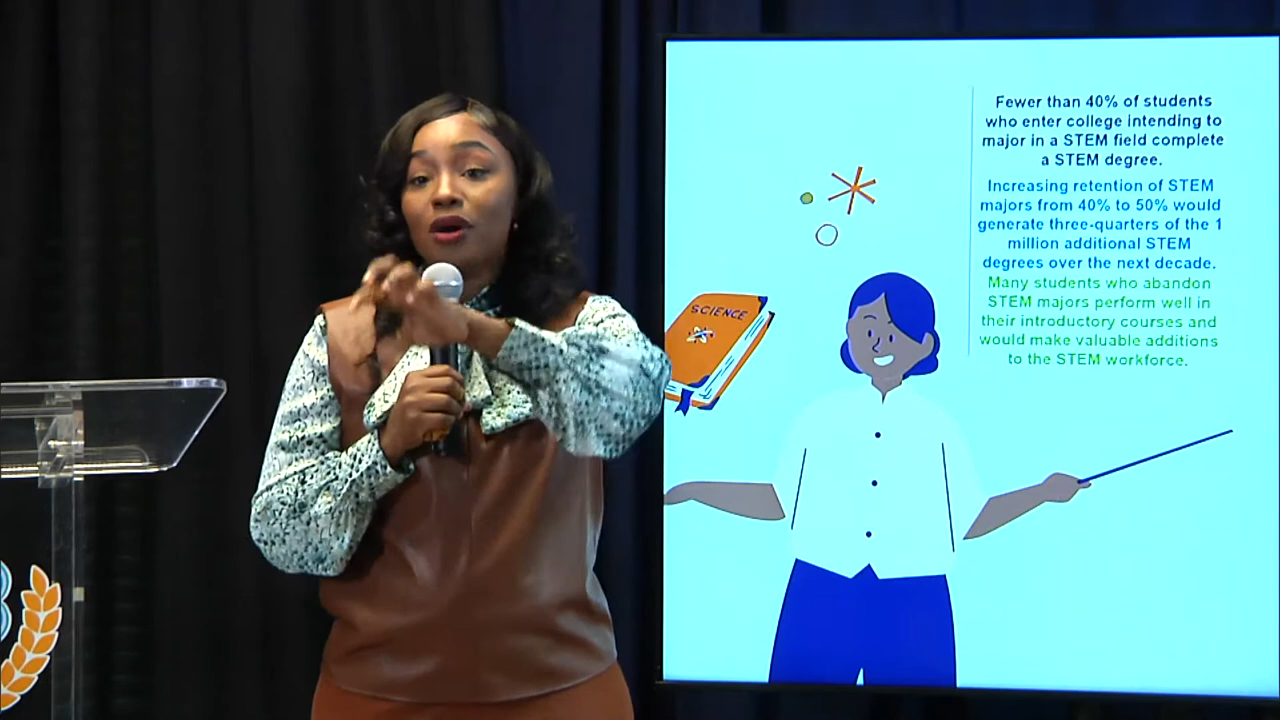 Fewer than 40% of students
who enter college intending to
major in a STEM field complete
a STEM degree.
Increasing retention of STEM
majors from 40% to 50% would
generate three-quarters of the 1
million additional STEM
degrees over the next decade.
Many students who abandon
STEM majors perform well in
their introductory courses and
would make valuable additions
to the STEM workforce.
SCIENCE